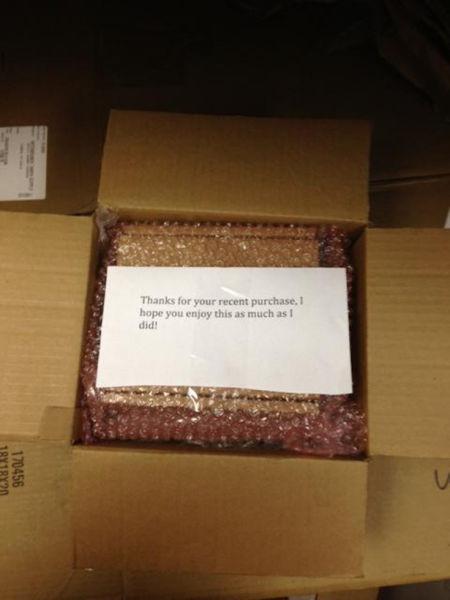 Thanks for your recent purchase, I
hope you enjoy this as much as I
did!
170456
18X18X20